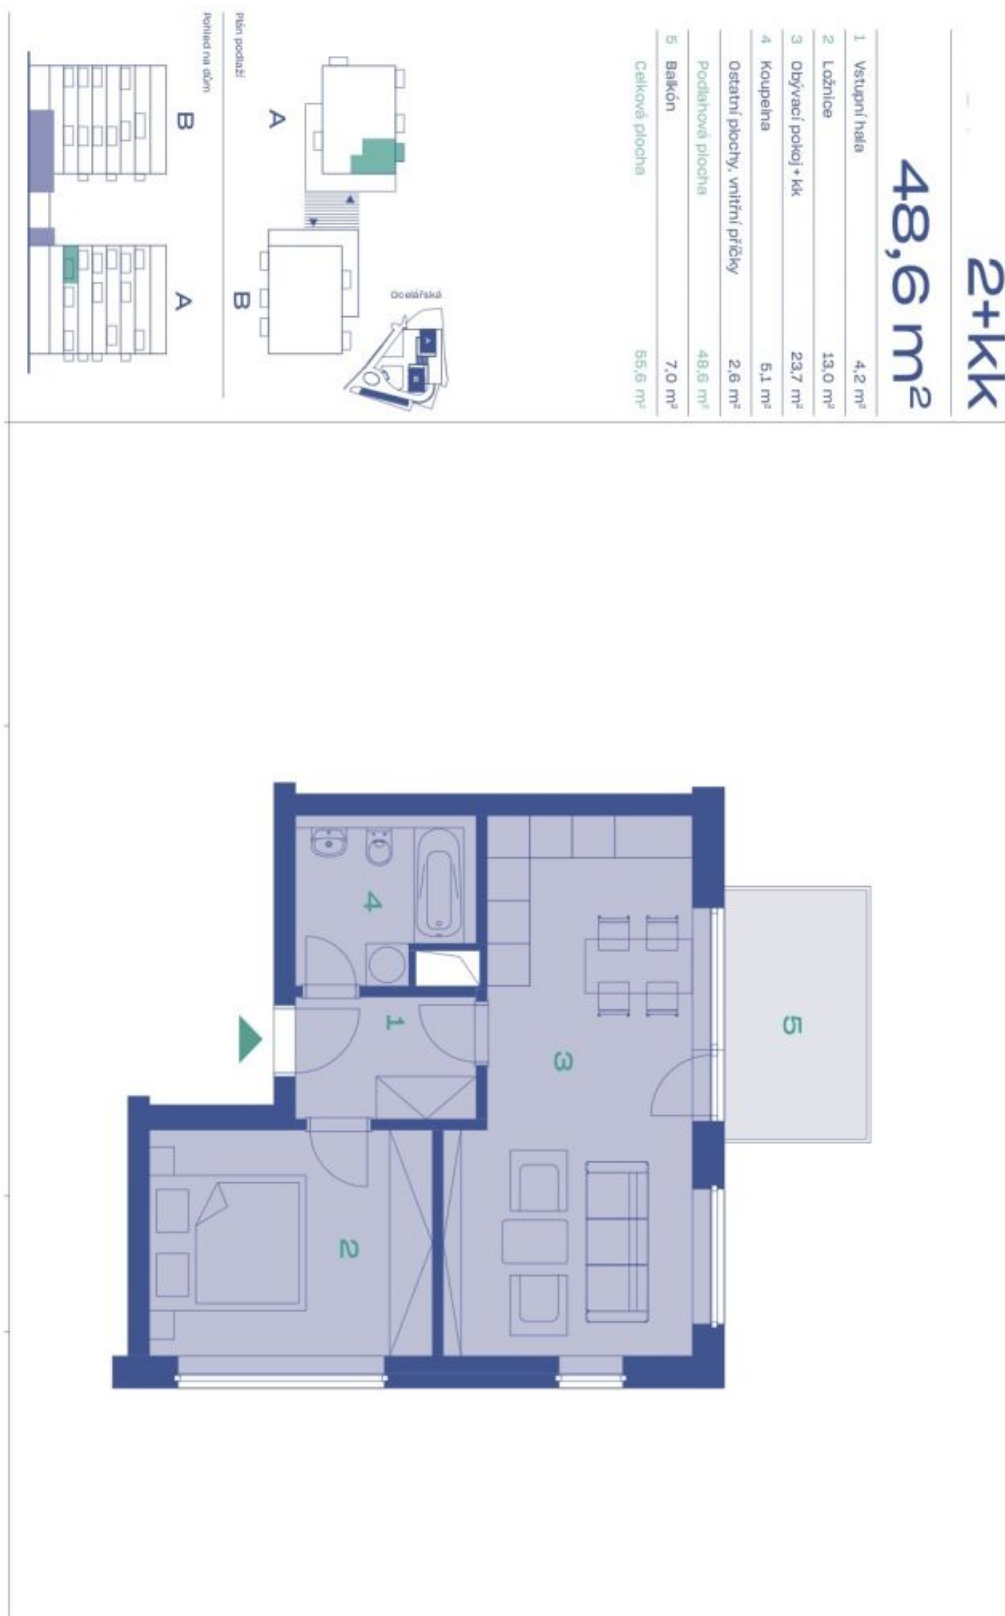 2+kk
48,6 m²
1 Vstupní hala 4,2 m²
2 Ložnice 13,0 m²
3 Obývací pokoj + kk 23,7 m²
4 Koupelna 5,1 m²
Ostatní plochy, vnitřní příčky 2,6 m²
Podlahová plocha 48,6 m²
5 Balkón 7,0 m²
Celková plocha 55,6 m²
Ocelářská
A
B
A
B
Plán podlaží
Pohled na dům
B
A
5
3
4
1
2